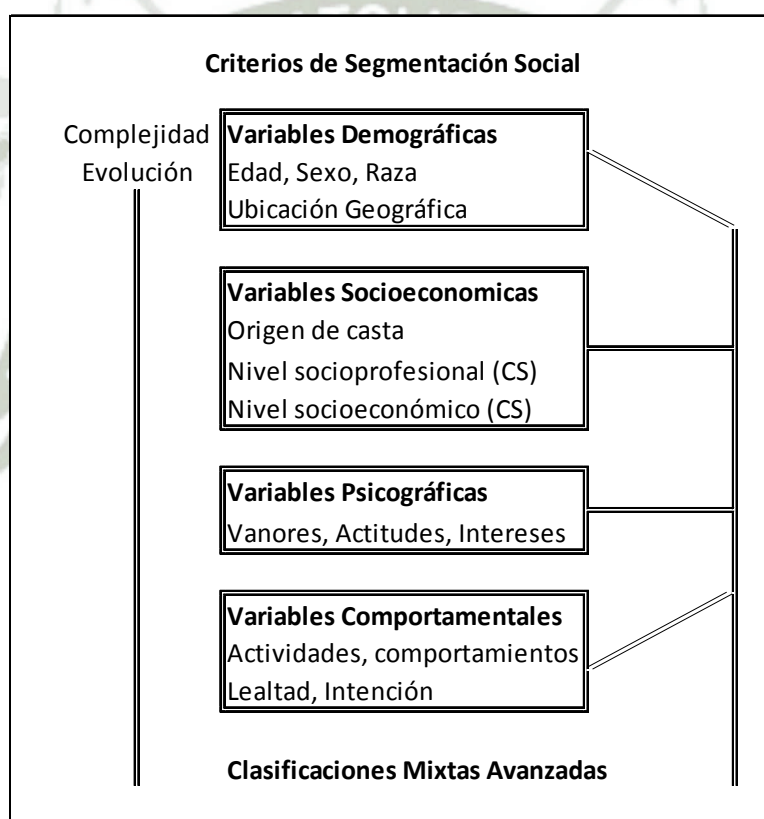 Criterios de Segmentación Social
Complejidad
Evolución
Variables Demográficas
Edad, Sexo, Raza
Ubicación Geográfica
Variables Socioeconomicas
Origen de casta
Nivel socioprofesional (CS)
Nivel socioeconómico (CS)
Variables Psicográficas
Vanores, Actitudes, Intereses
Variables Comportamentales
Actividades, comportamientos
Lealtad, Intención
Clasificaciones Mixtas Avanzadas